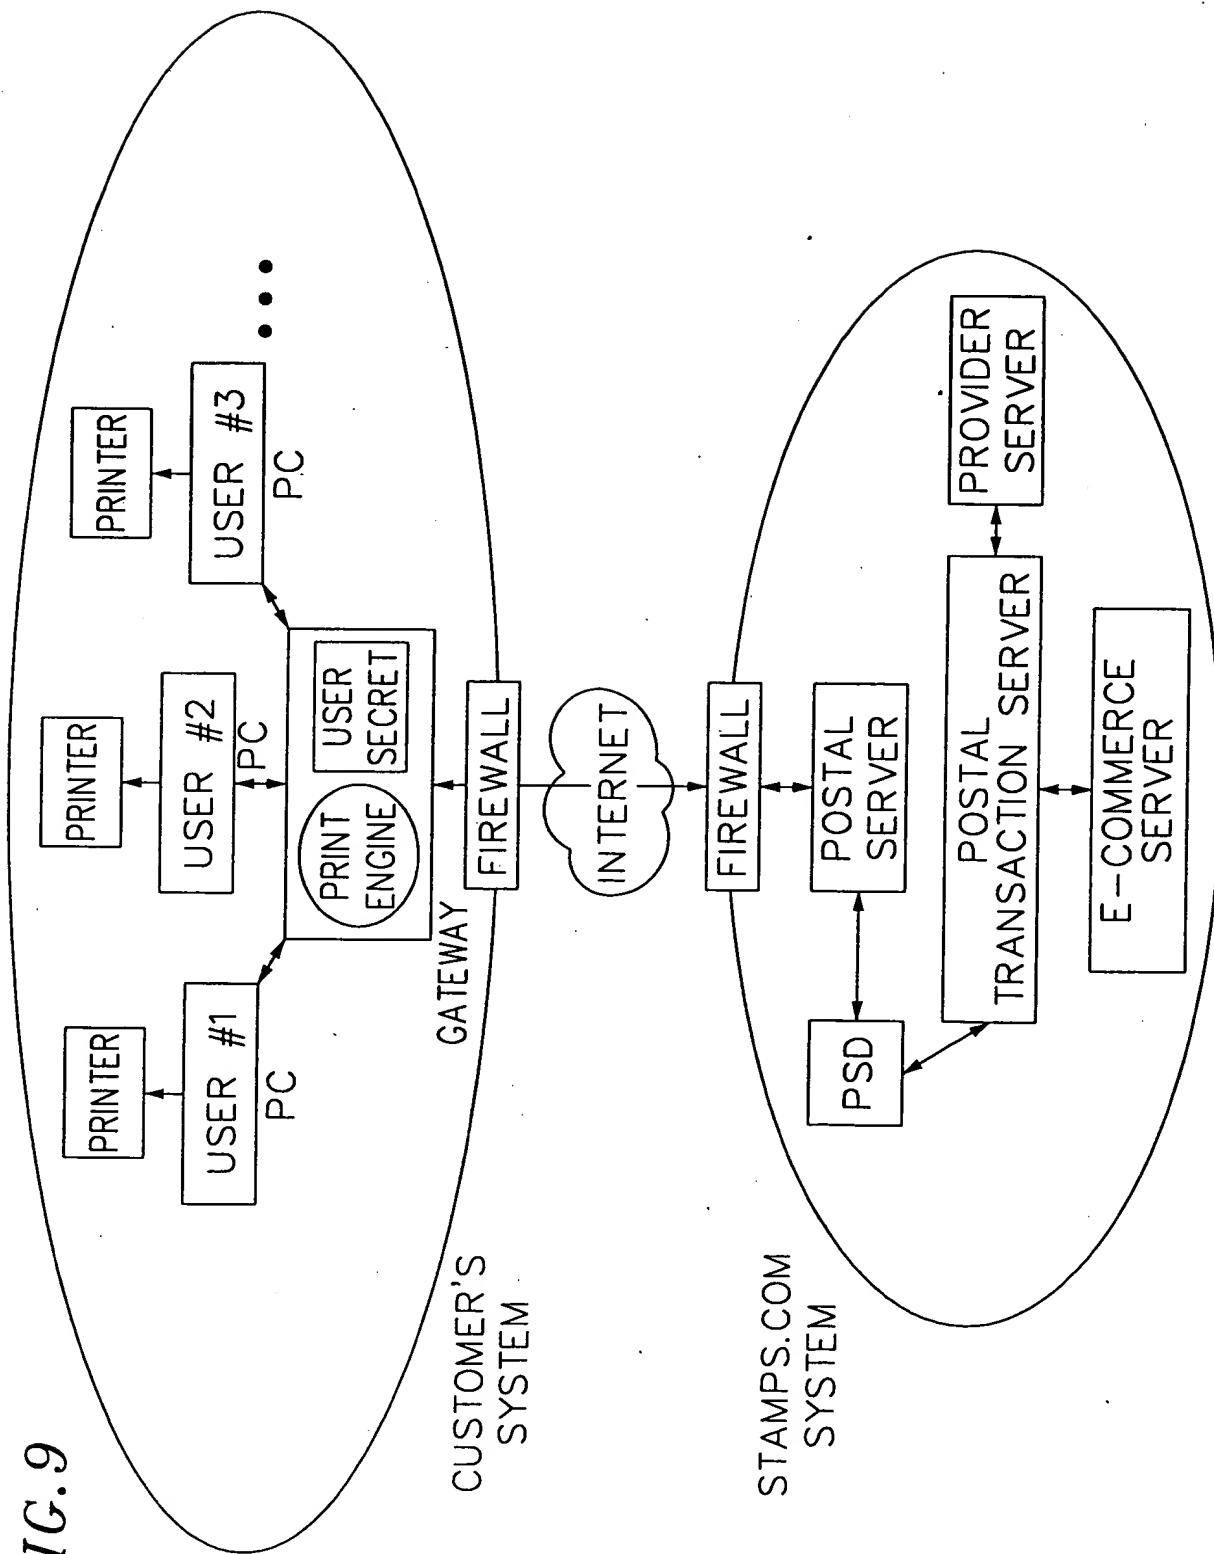 IG.9
CUSTOMER'S
SYSTEM
PRINTER
USER #1
PC
PRINTER
USER #2
PC
PRINTER
USER #3
PC
PRINT
ENGINE
USER
SECRET
GATEWAY
FIREWALL
INTERNET
STAMPS.COM
SYSTEM
FIREWALL
POSTAL
SERVER
PSD
POSTAL
TRANSACTION SERVER
PROVIDER
SERVER
E-COMMERCE
SERVER